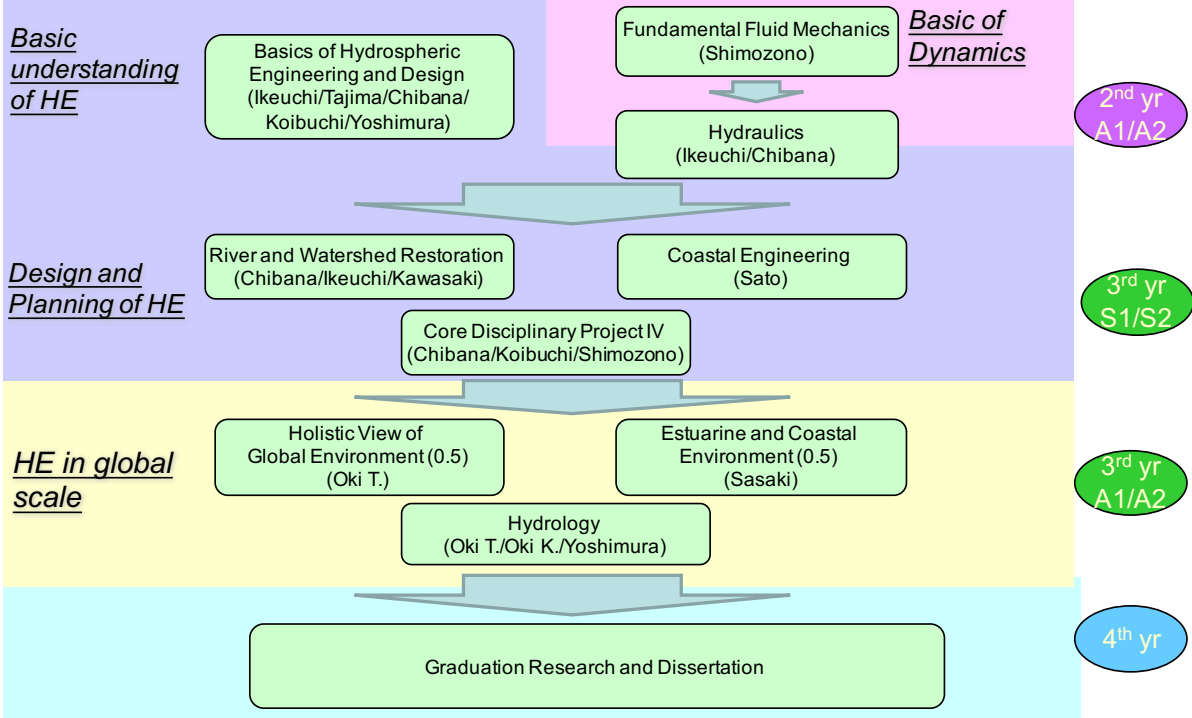 Basic
understanding
of HE
Basics of Hydrospheric
Engineering and Design
(Ikeuchi/Tajima/Chibana/
Koibuchi/Yoshimura)
Fundamental Fluid Mechanics
(Shimozono)
Basic of
Dynamics
Hydraulics
(Ikeuchi/Chibana)
2nd yr
A1/A2
Design and
Planning of HE
River and Watershed Restoration
(Chibana/Ikeuchi/Kawasaki)
Coastal Engineering
(Sato)
Core Disciplinary Project IV
(Chibana/Koibuchi/Shimozono)
3rd yr
S1/S2
HE in global
scale
Holistic View of
Global Environment (0.5)
(Oki T.)
Estuarine and Coastal
Environment (0.5)
(Sasaki)
Hydrology
(Oki T./Oki K./Yoshimura)
3rd yr
A1/A2
Graduation Research and Dissertation
4th yr